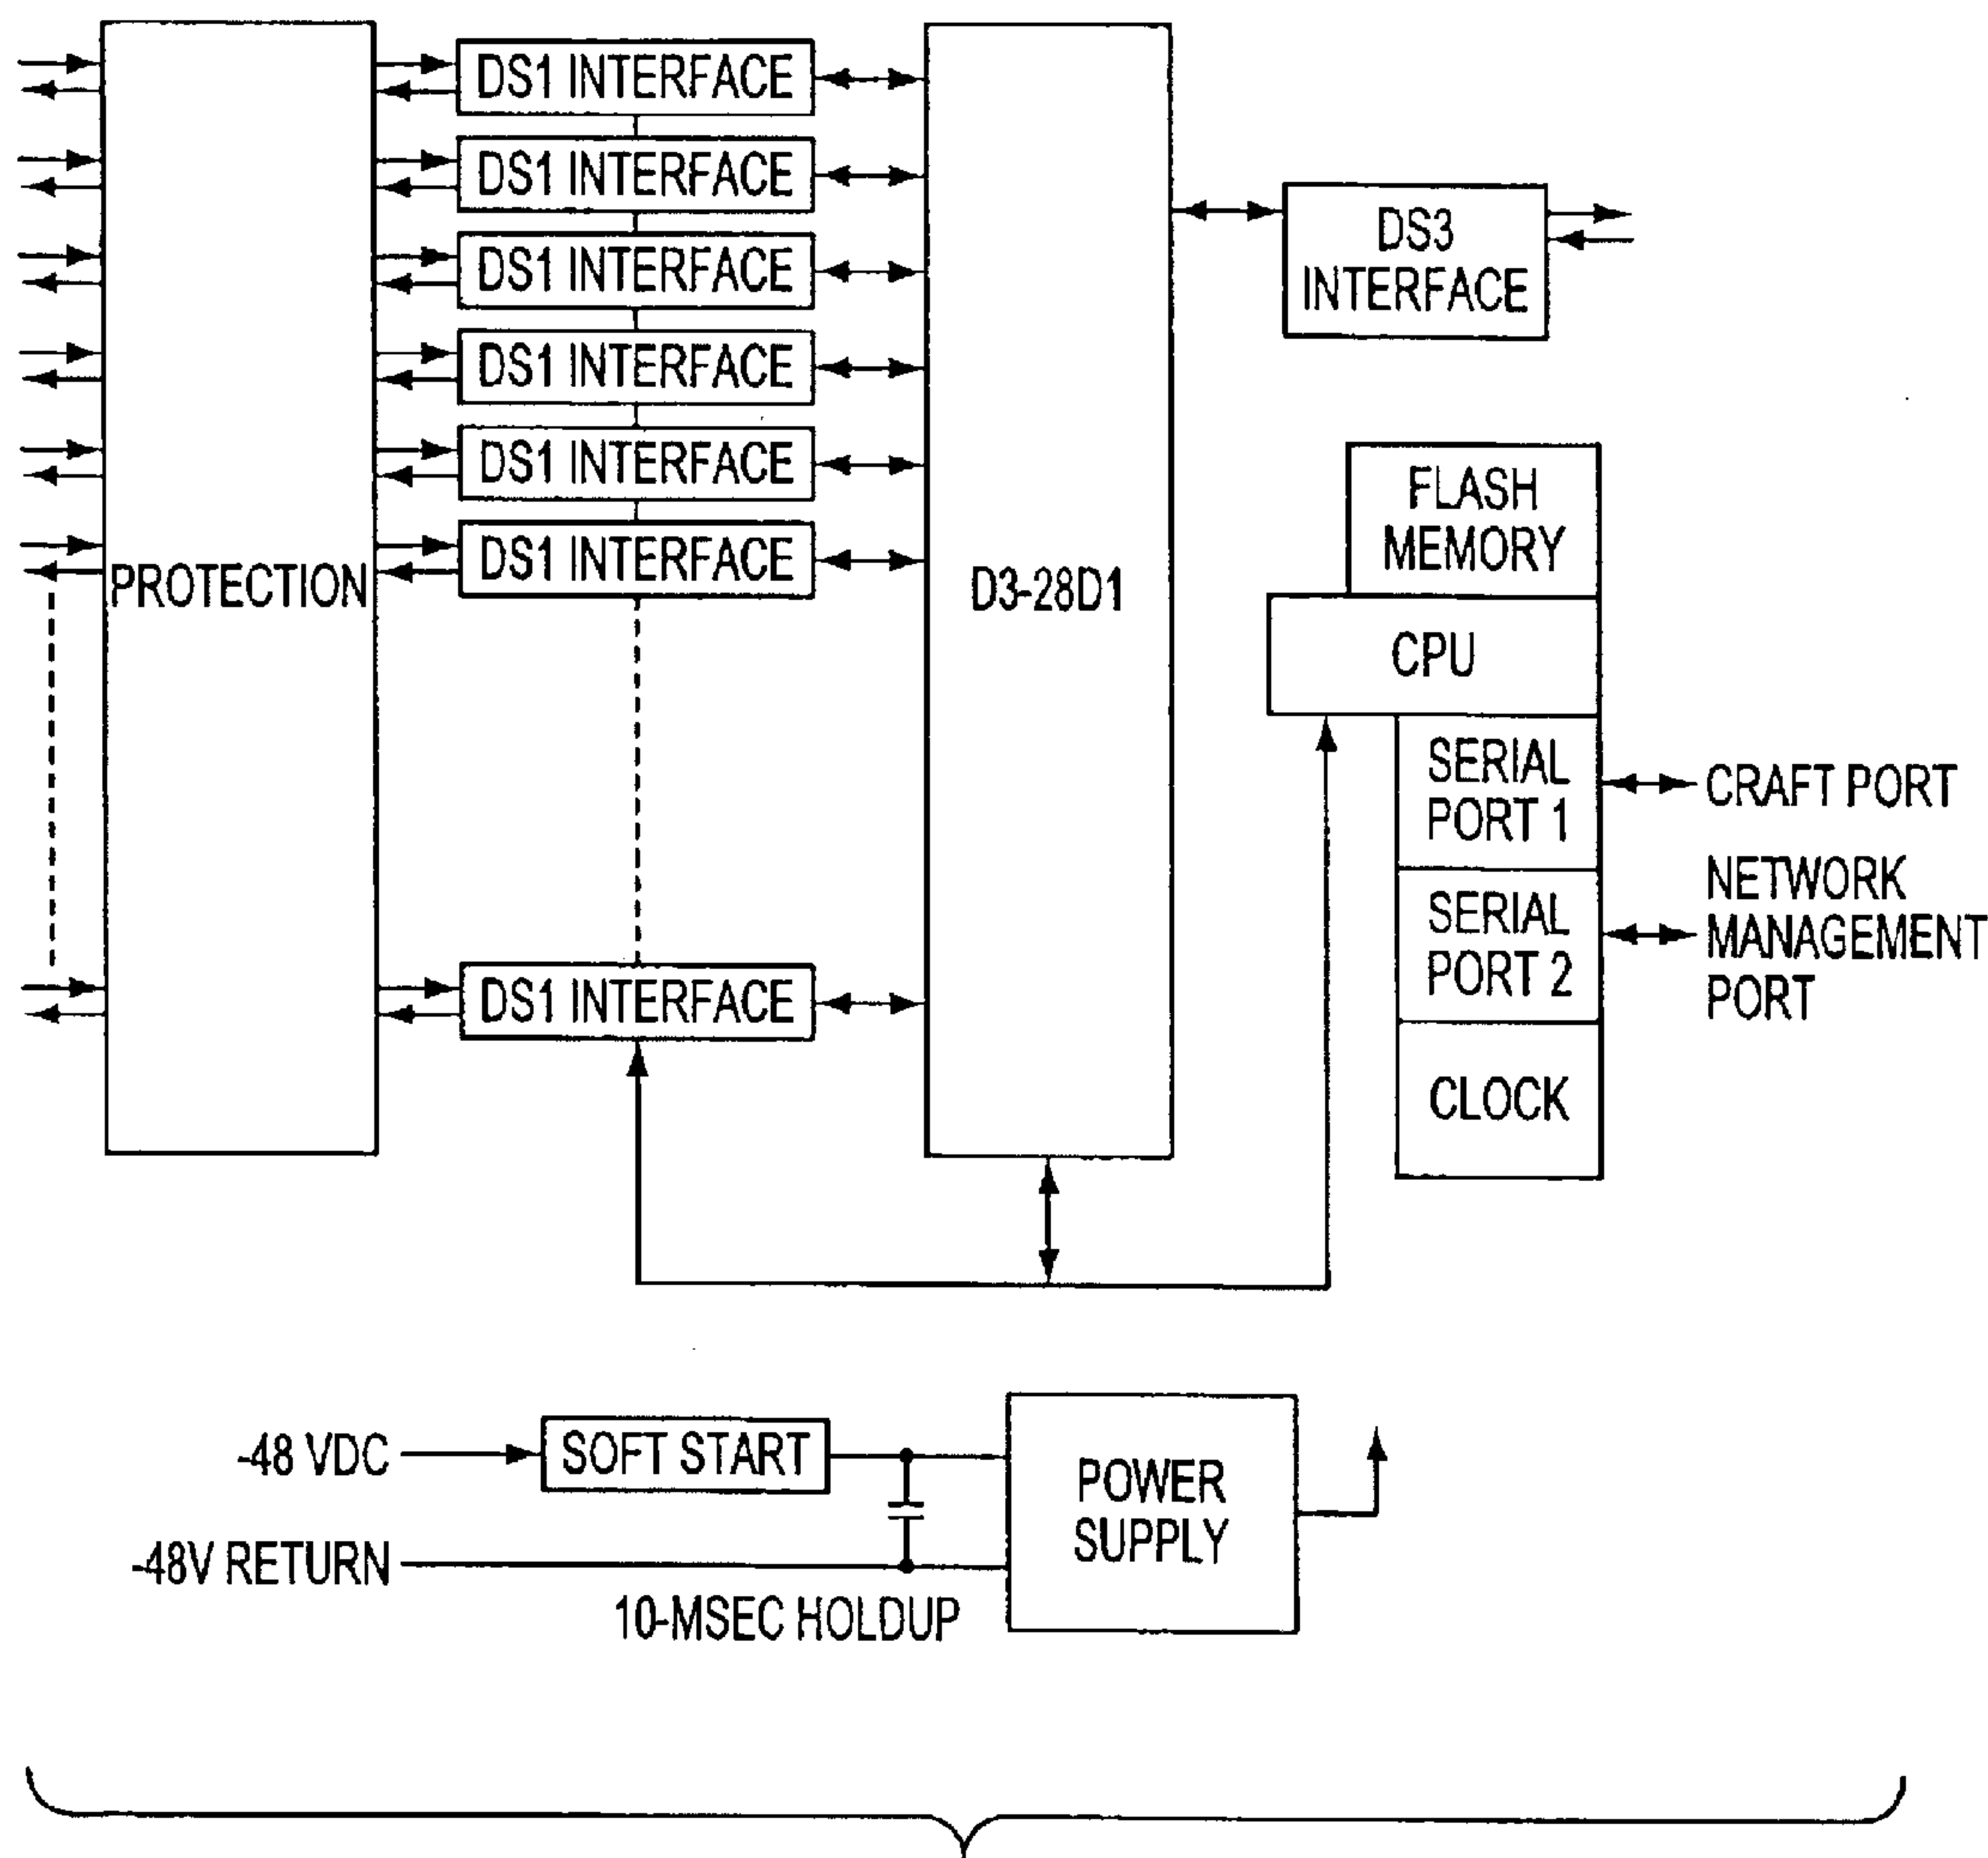 DS1 INTERFACE
DS1 INTERFACE
DS1 INTERFACE
DS1 INTERFACE
DS1 INTERFACE
DS1 INTERFACE
PROTECTION
D3-28D1
DS1 INTERFACE
DS3
INTERFACE
FLASH
MEMORY
CPU
SERIAL
PORT 1
CRAFT PORT
SERIAL
PORT 2
NETWORK
MANAGEMENT
PORT
CLOCK
-48 VDC
SOFT START
-48V RETURN
10-MSEC HOLDUP
POWER
SUPPLY